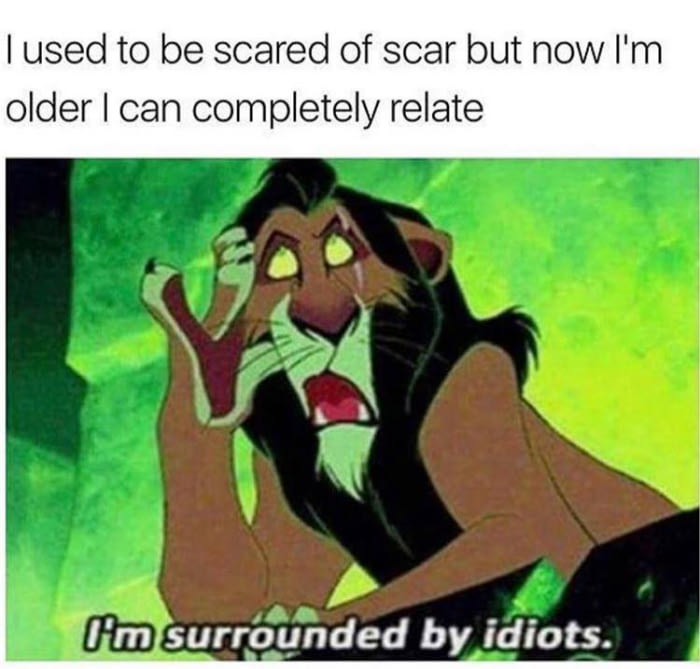 I used to be scared of scar but now I'm
older I can completely relate
I'm surrounded by idiots.